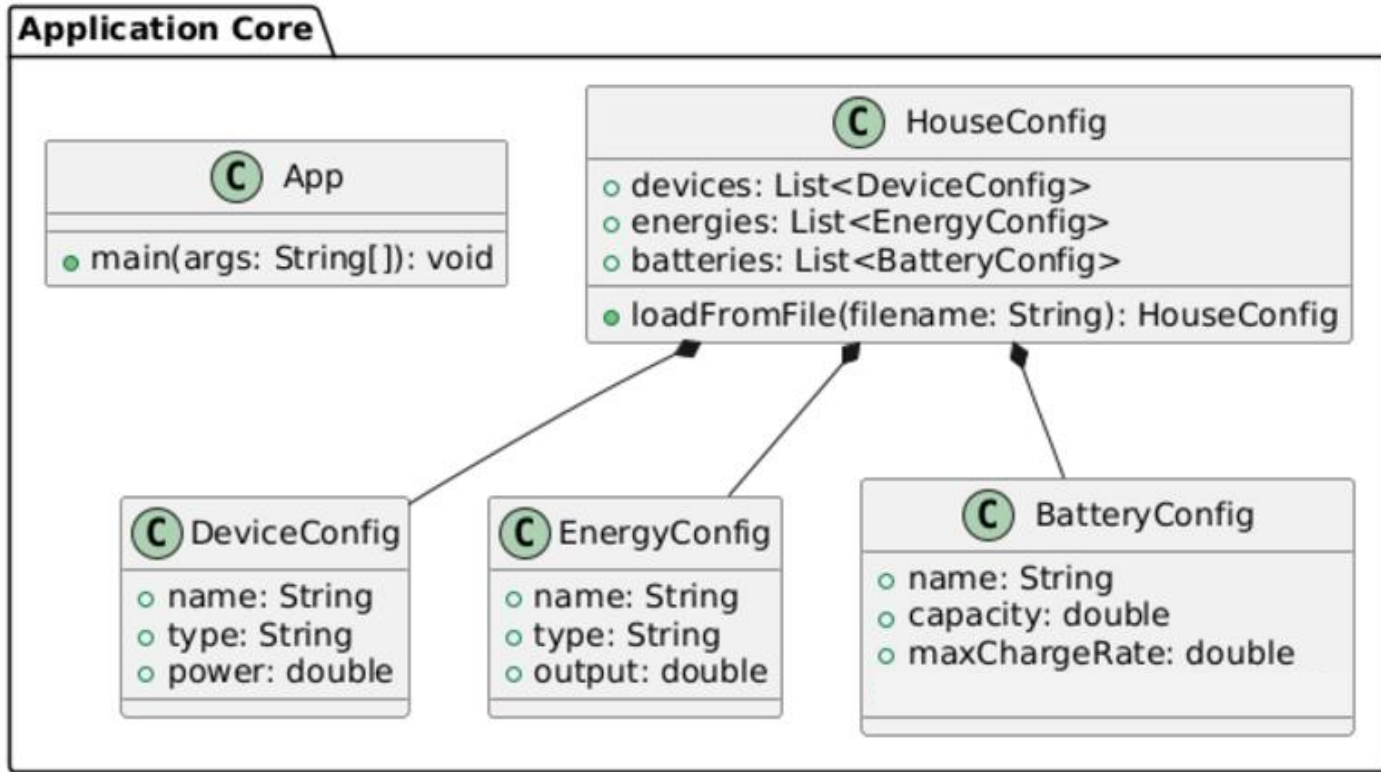 Application Core
C App
main(args: String[]): void
C HouseConfig
devices: List<DeviceConfig>
energies: List<EnergyConfig>
batteries: List<BatteryConfig>
loadFromFile(filename: String): HouseConfig
C DeviceConfig
name: String
type: String
power: double
C EnergyConfig
name: String
type: String
output: double
C BatteryConfig
name: String
capacity: double
maxChargeRate: double